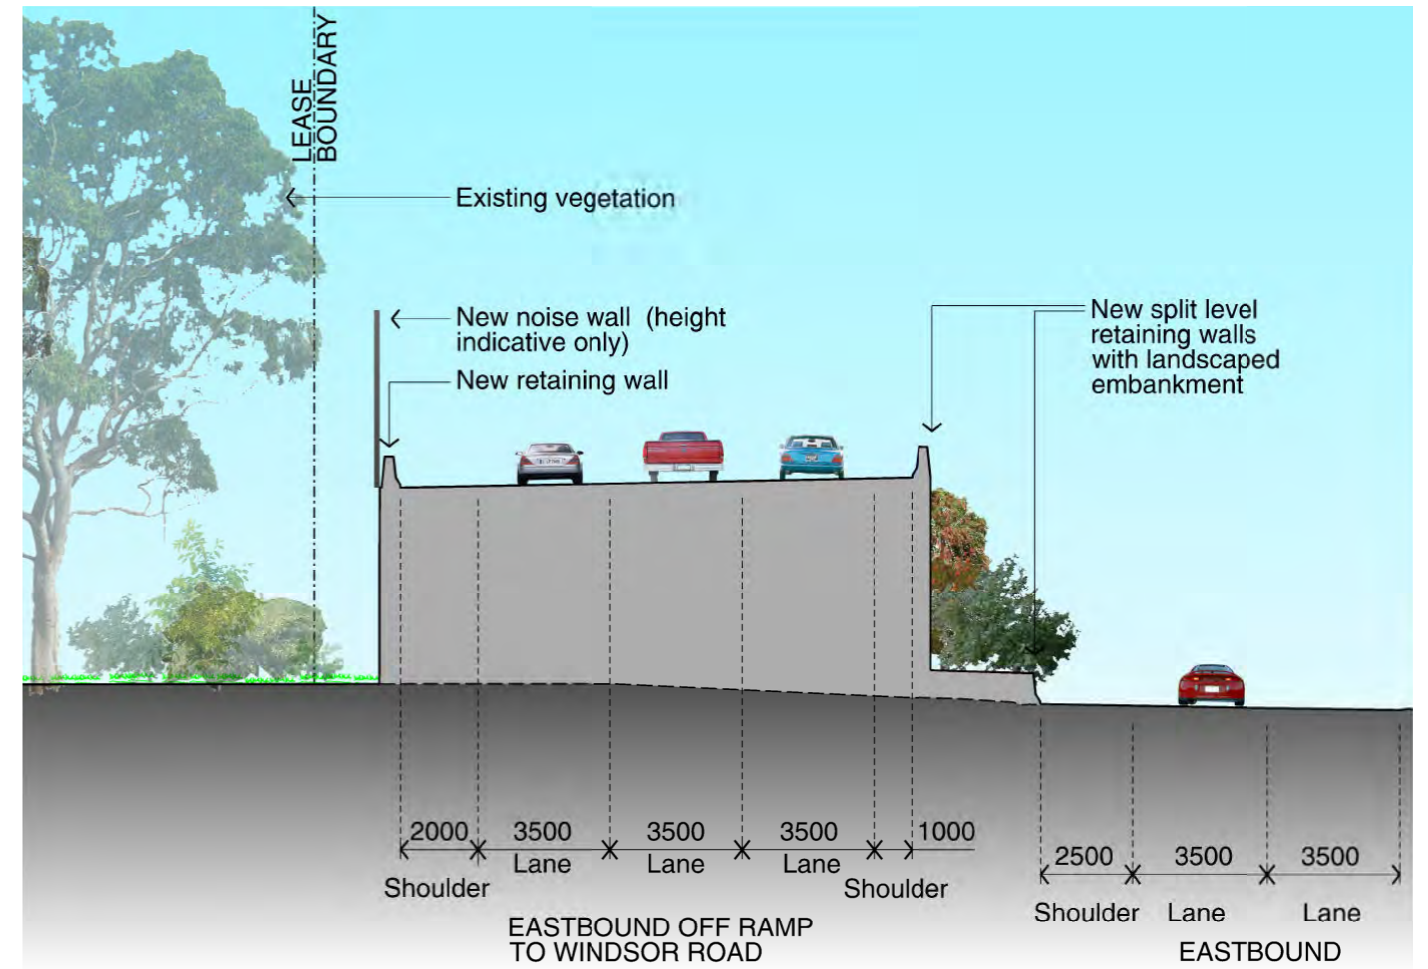 LEASE
BOUNDARY
Existing vegetation
New noise wall (height
indicative only)
New retaining wall
New split level
retaining walls
with landscaped
embankment
2000
3500
3500
3500
1000
Lane
Lane
Lane
Shoulder
Shoulder
2500
3500
3500
Shoulder
Lane
Lane
EASTBOUND OFF RAMP
TO WINDSOR ROAD
EASTBOUND